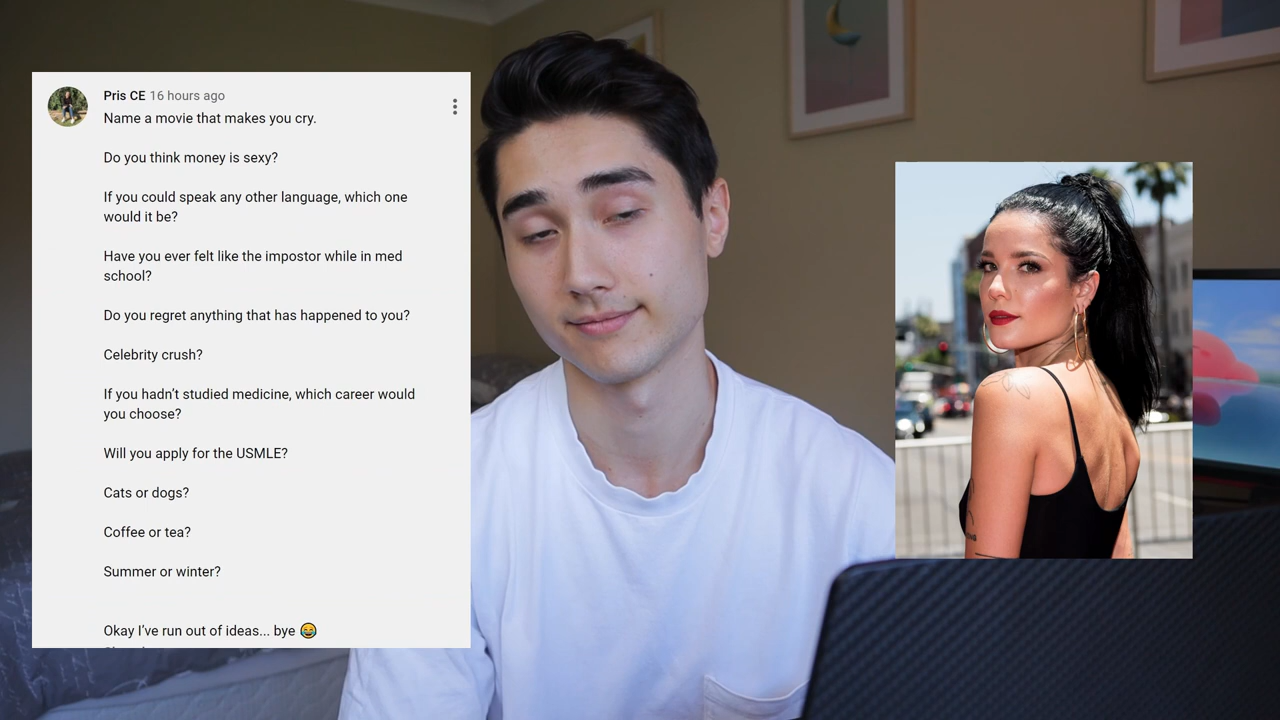 Pris CE 16 hours ago
Name a movie that makes you cry.
Do you think money is sexy?
If you could speak any other language, which one
would it be?
Have you ever felt like the impostor while in med
school?
Do you regret anything that has happened to you?
Celebrity crush?
If you hadn't studied medicine, which career would
you choose?
Will you apply for the USMLE?
Cats or dogs?
Coffee or tea?
Summer or winter?
Okay I've run out of ideas... bye 😂